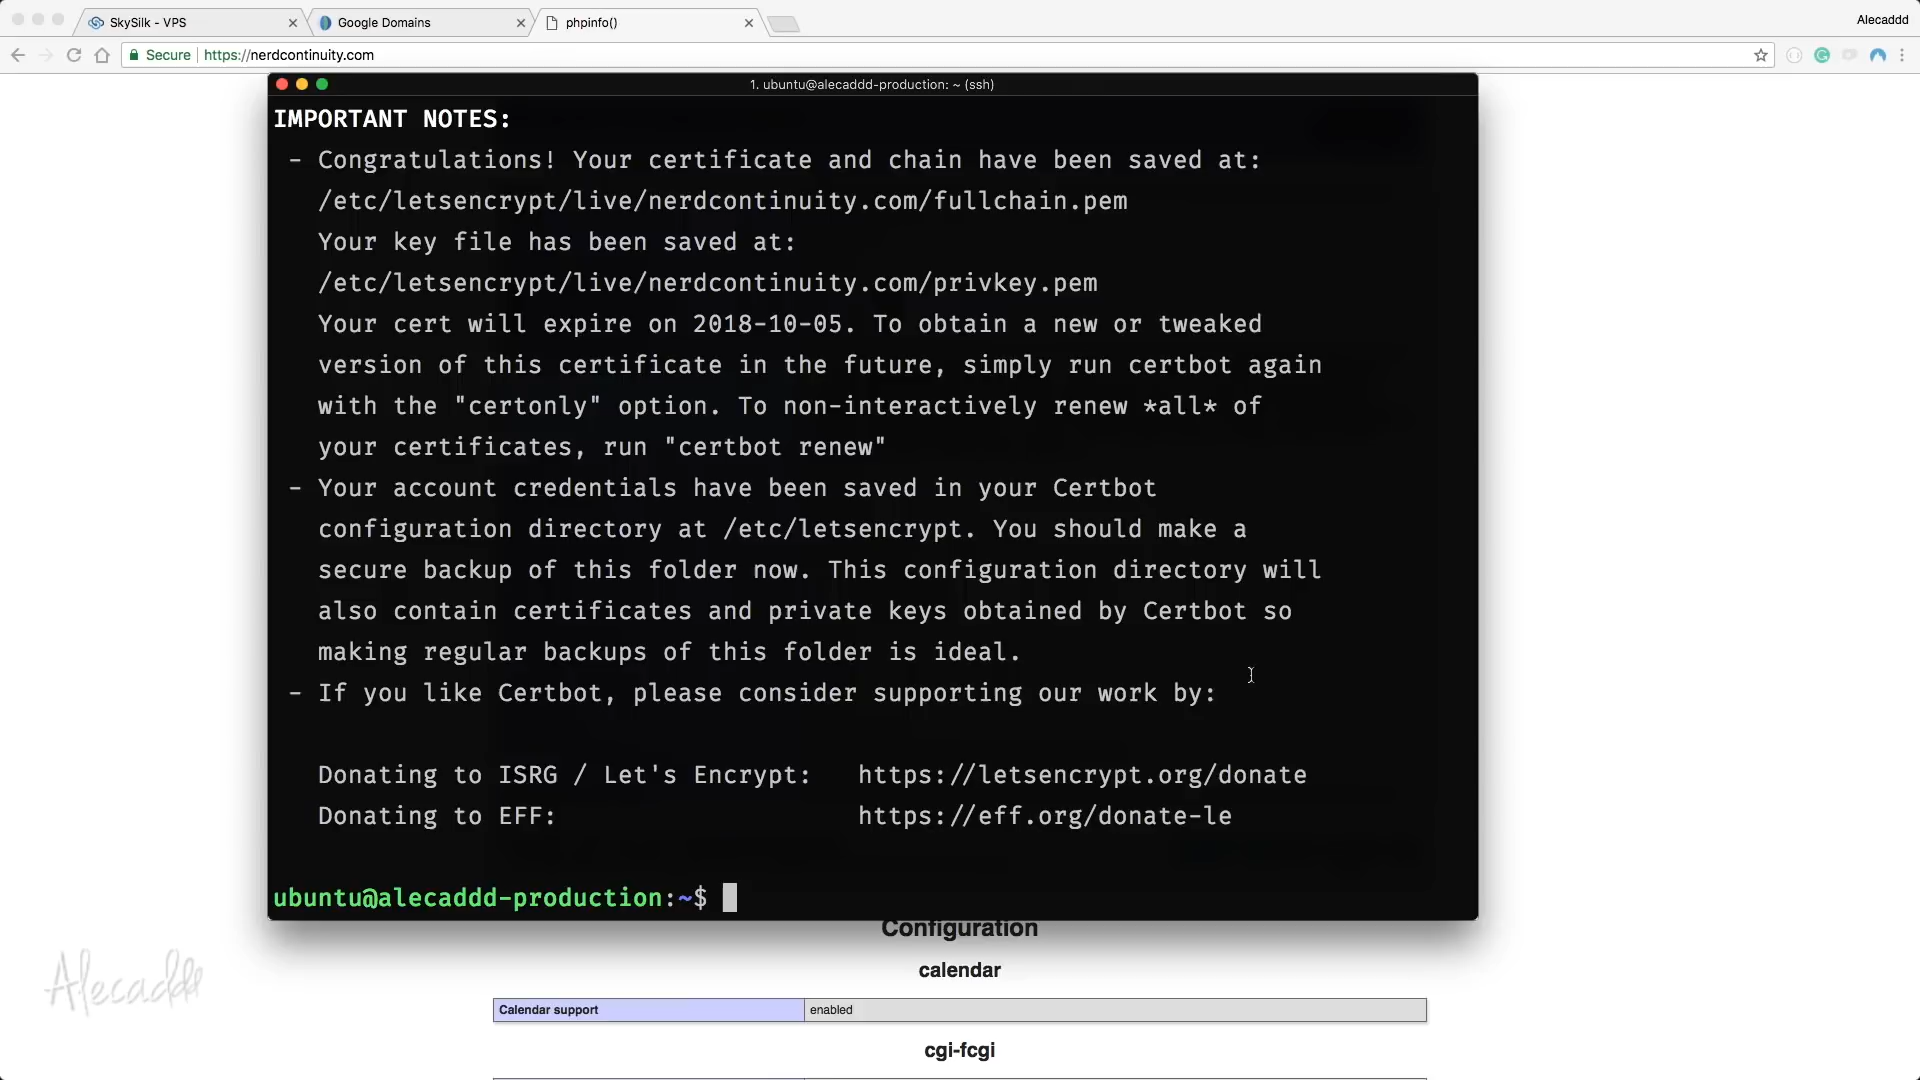 SkySilk - VPS
Google Domains
phpinfo()
Alecaddd
Secure
https://nerdcontinuity.com
1. ubuntu@alecaddd-production: ~ (ssh)
IMPORTANT NOTES:
- Congratulations! Your certificate and chain have been saved at:
/etc/letsencrypt/live/nerdcontinuity.com/fullchain.pem
Your key file has been saved at:
/etc/letsencrypt/live/nerdcontinuity.com/privkey.pem
Your cert will expire on 2018-10-05. To obtain a new or tweaked
version of this certificate in the future, simply run certbot again
with the "certonly" option. To non-interactively renew *all* of
your certificates, run "certbot renew"
- Your account credentials have been saved in your Certbot
configuration directory at /etc/letsencrypt. You should make a
secure backup of this folder now. This configuration directory will
also contain certificates and private keys obtained by Certbot so
making regular backups of this folder is ideal.
- If you like Certbot, please consider supporting our work by:
Donating to ISRG / Let's Encrypt: https://letsencrypt.org/donate
Donating to EFF: https://eff.org/donate-le
ubuntu@alecaddd-production:~$
Configuration
calendar
Calendar support enabled
cgi-fcgi
Alecaddd